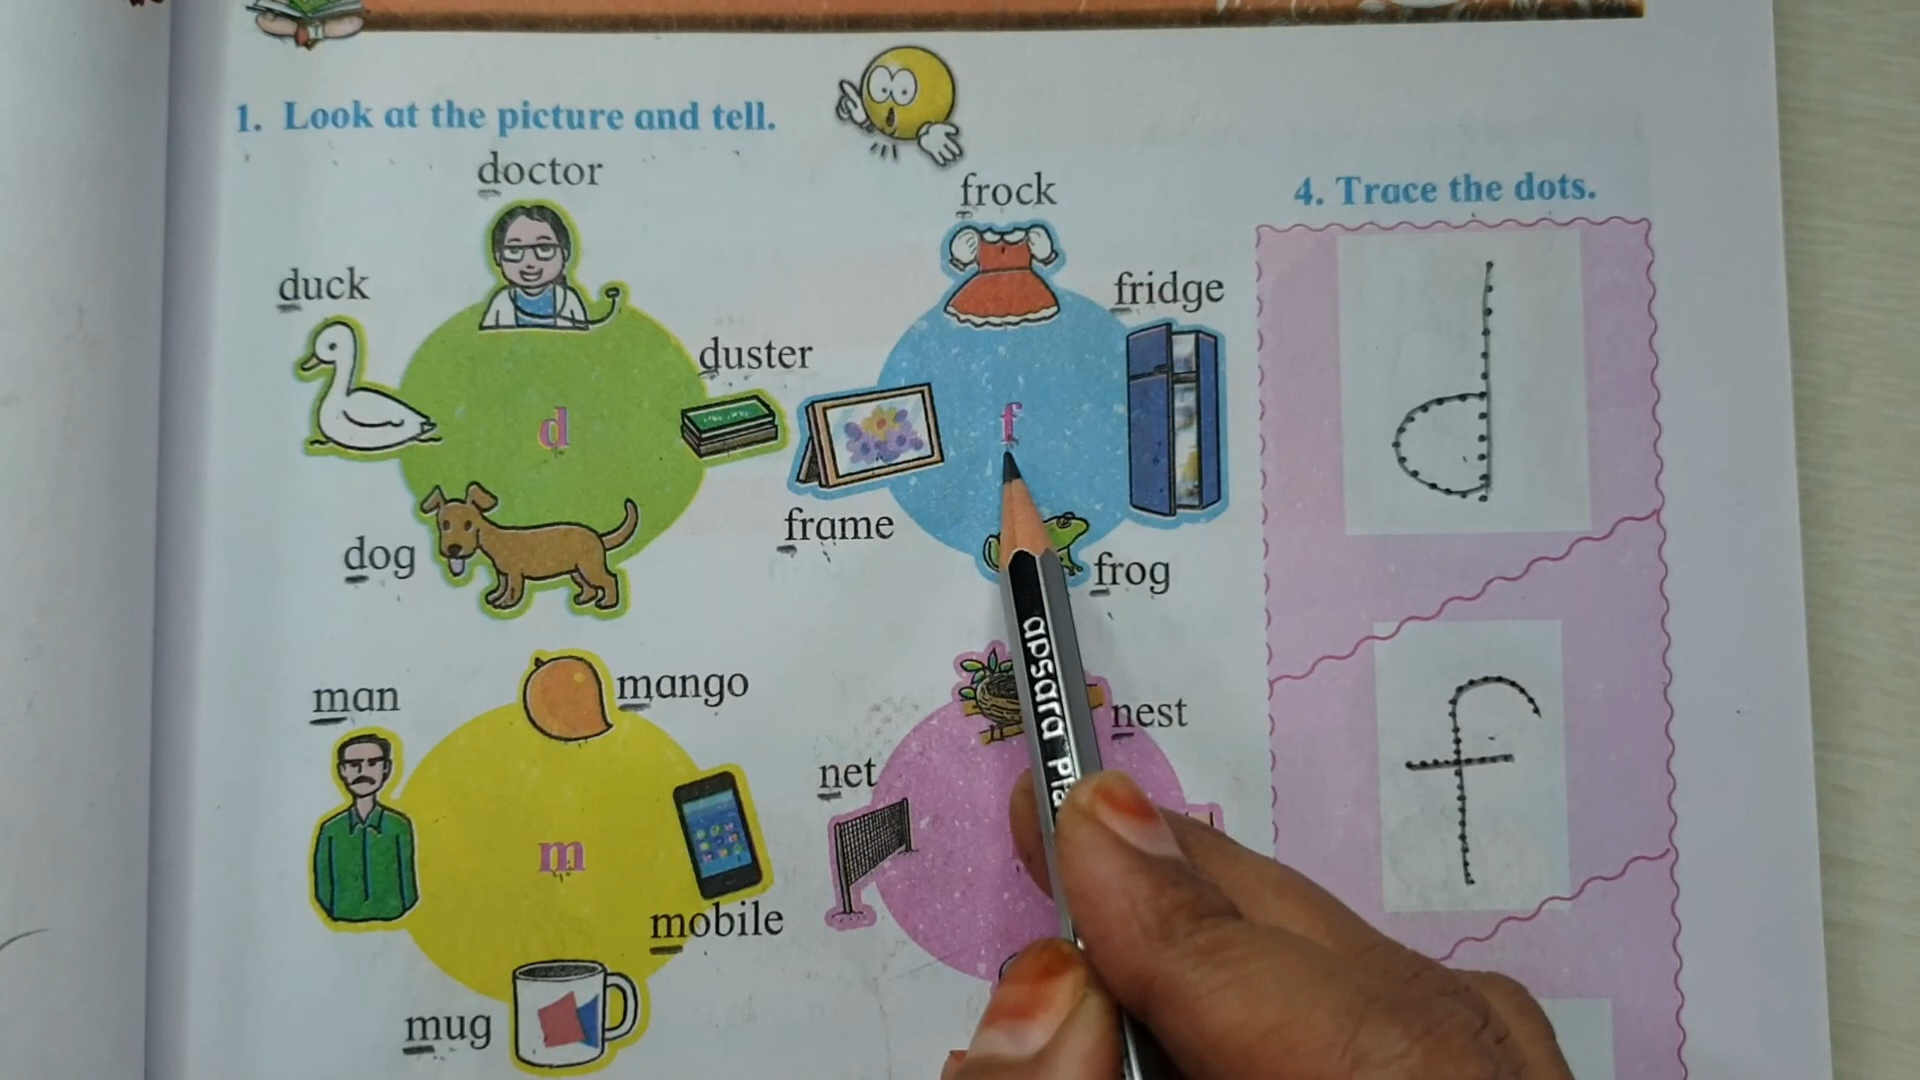 1. Look at the picture and tell.
doctor
duck
duster
d
dog
frock
fridge
f
frame
frog
man
mango
m
mobile
mug
nest
net
4. Trace the dots.
d
f
apsara